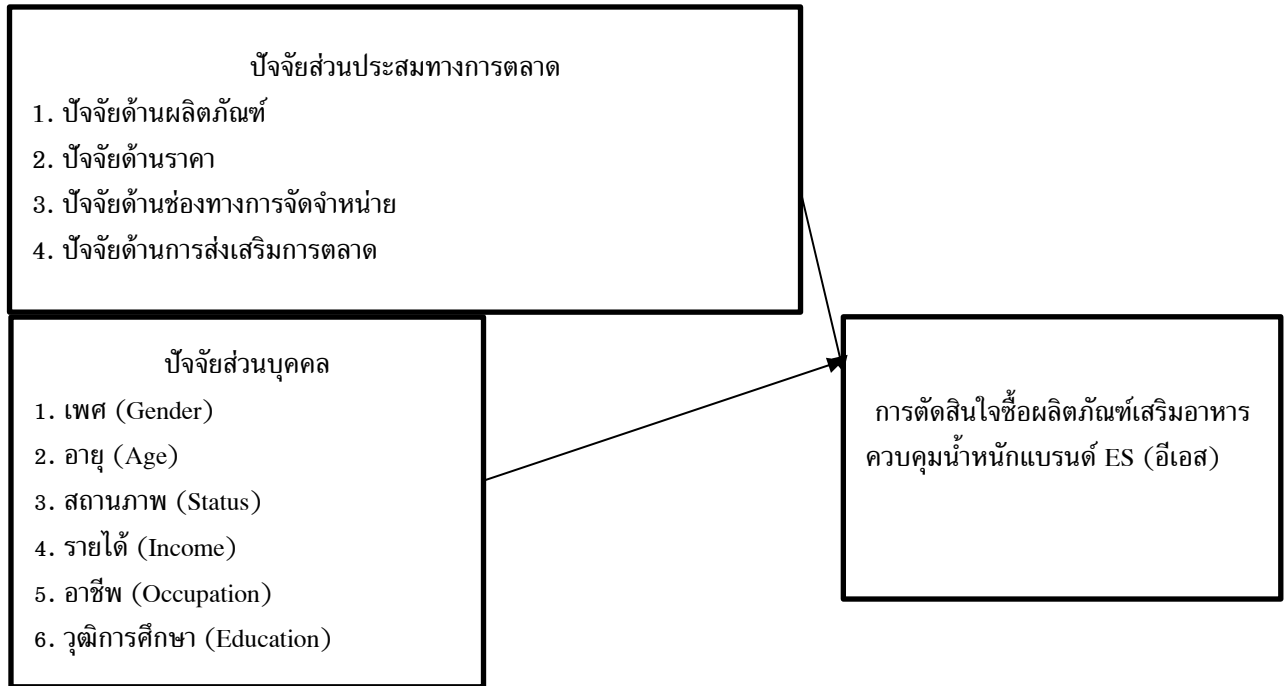 ปัจจัยส่วนประสมทางการตลาด
1. ปัจจัยด้านผลิตภัณฑ์
2. ปัจจัยด้านราคา
3. ปัจจัยด้านช่องทางการจัดจำหน่าย
4. ปัจจัยด้านการส่งเสริมการตลาด
ปัจจัยส่วนบุคคล
1. เพศ (Gender)
2. อายุ (Age)
3. สถานภาพ (Status)
4. รายได้ (Income)
5. อาชีพ (Occupation)
6. วุฒิการศึกษา (Education)
การตัดสินใจซื้อผลิตภัณฑ์เสริมอาหาร
ควบคุมน้ำหนักแบรนด์ ES (อีเอส)